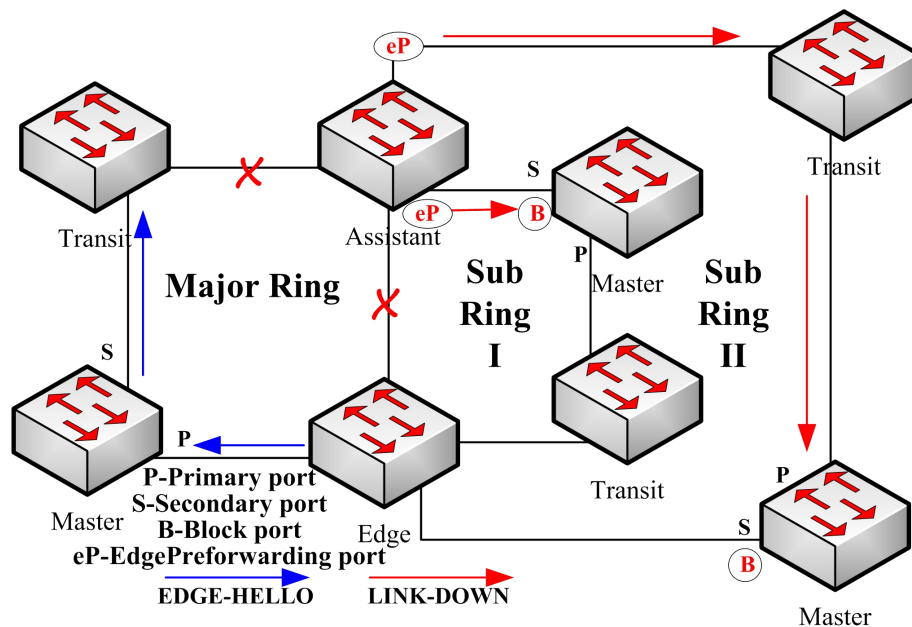 eP
Transit
S
Transit
Assistant
eP
B
P
Major Ring
Sub
Ring
I
Master
Sub
Ring
II
S
P
P
P-Primary port
S-Secondary port
B-Block port
eP-EdgePreforwarding port
Master
Edge
Transit
S
B
EDGE-HELLO
LINK-DOWN
Master